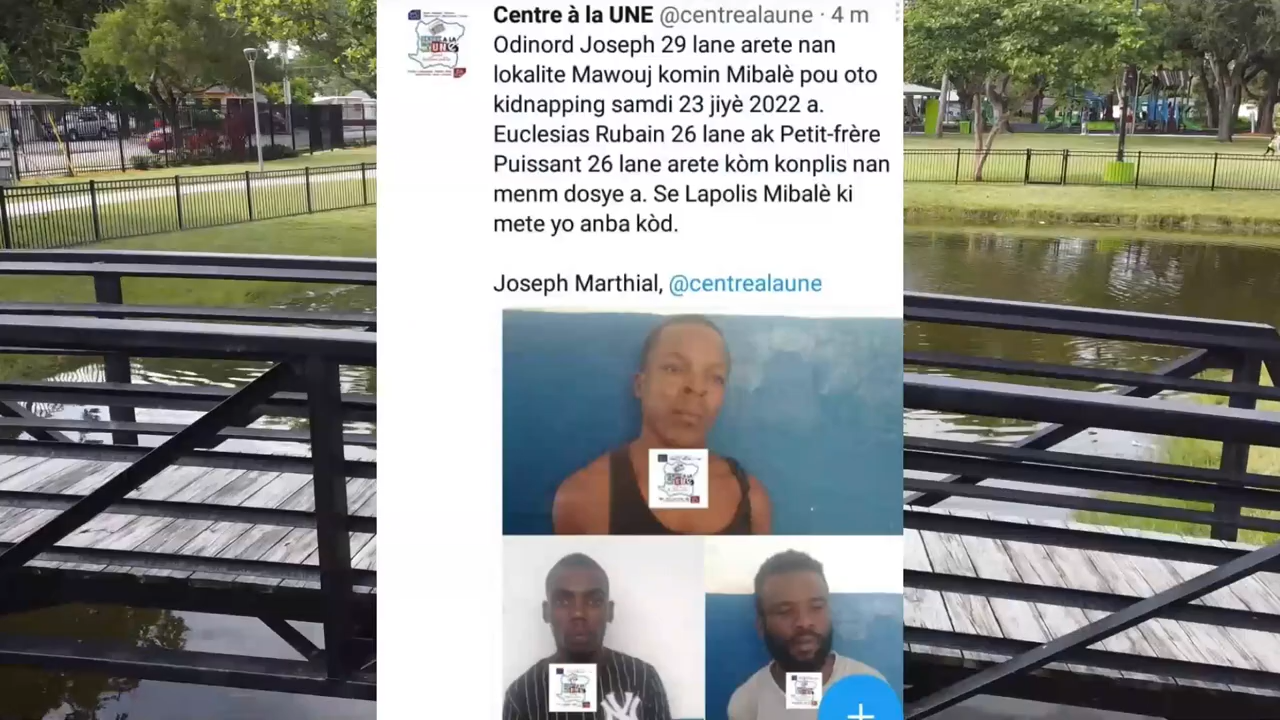 Centre à la UNE @centrealaune · 4 m
Odinord Joseph 29 lane arete nan
lokalite Mawouj komin Mibalè pou oto
kidnapping samdi 23 jiyè 2022 a.
Euclesias Rubain 26 lane ak Petit-frère
Puissant 26 lane arete kòm konplis nan
menm dosye a. Se Lapolis Mibalè ki
mete yo anba kòd.
Joseph Marthial, @centrealaune